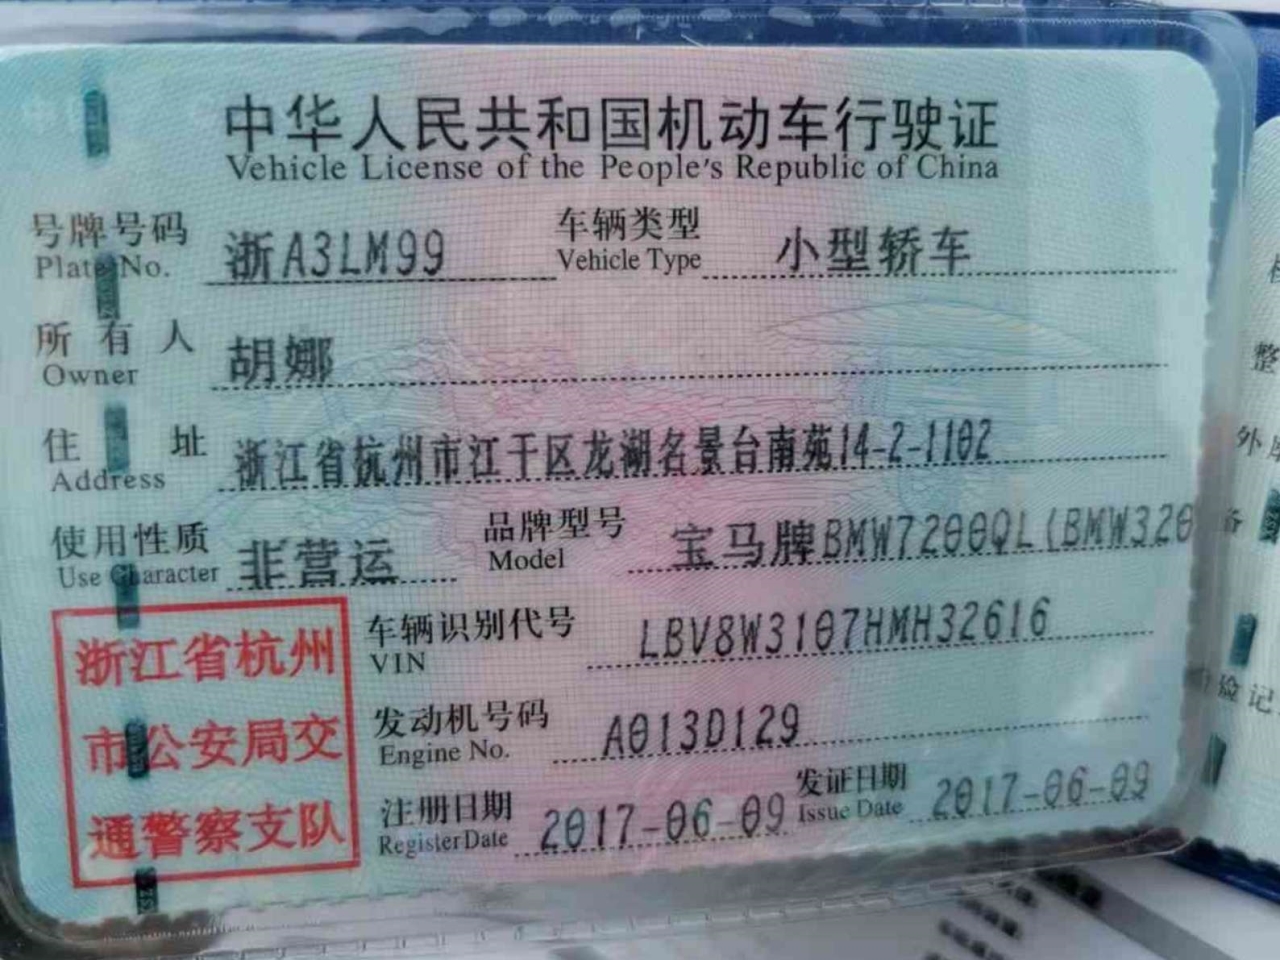 中华人民共和国机动车行驶证
Vehicle License of the People's Republic of China
号牌号码 浙A3LM99 车辆类型 小型轿车
Plate No. Vehicle Type
所有人 胡娜
Owner
住址 浙江省杭州市江干区龙湖名景台南苑14-2-1102
Address
使用性质 非营运 品牌型号 宝马牌BMW7200QL(BMW320
Use Character Model
浙江省杭州
市公安局交
通警察支队
车辆识别代号 LBV8W3107HMH32616
VIN
发动机号码 A013D129
Engine No.
注册日期 2017-06-09 发证日期 2017-06-09
Register Date Issue Date
整
外
记